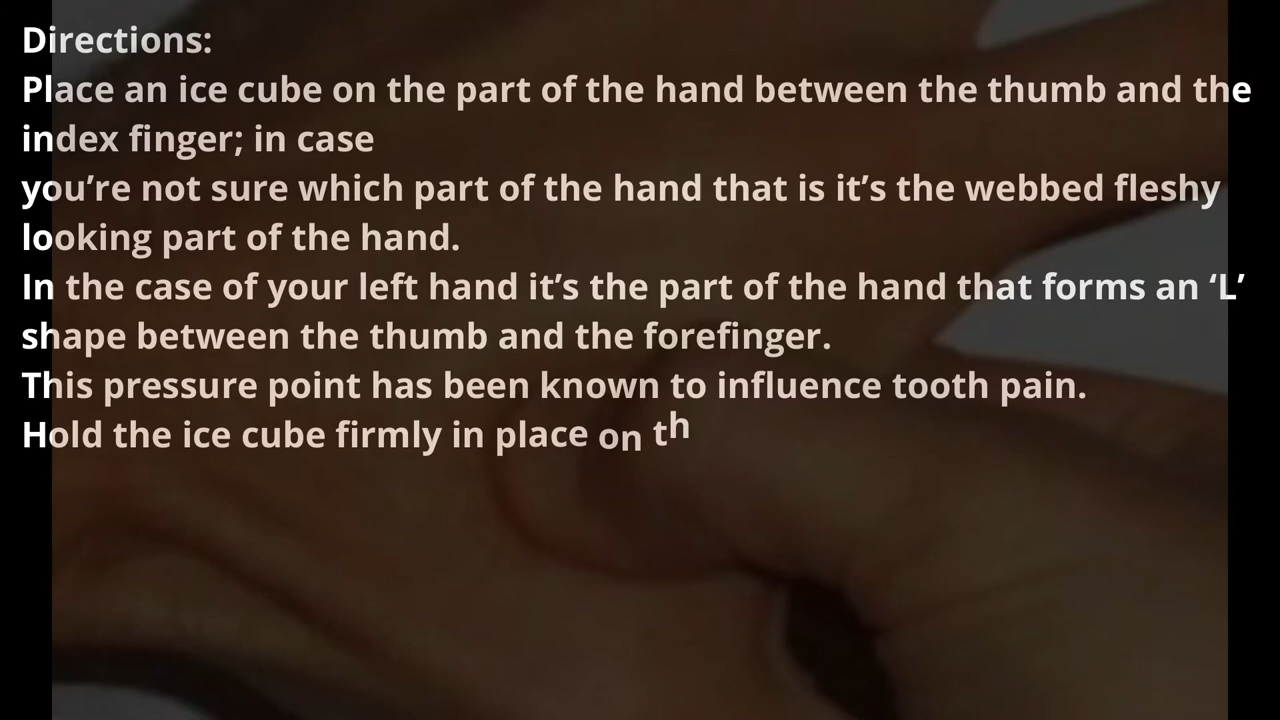 Directions:
Place an ice cube on the part of the hand between the thumb and the
index finger; in case
you’re not sure which part of the hand that is it’s the webbed fleshy
looking part of the hand.
In the case of your left hand it’s the part of the hand that forms an ‘L’
shape between the thumb and the forefinger.
This pressure point has been known to influence tooth pain.
Hold the ice cube firmly in place on th